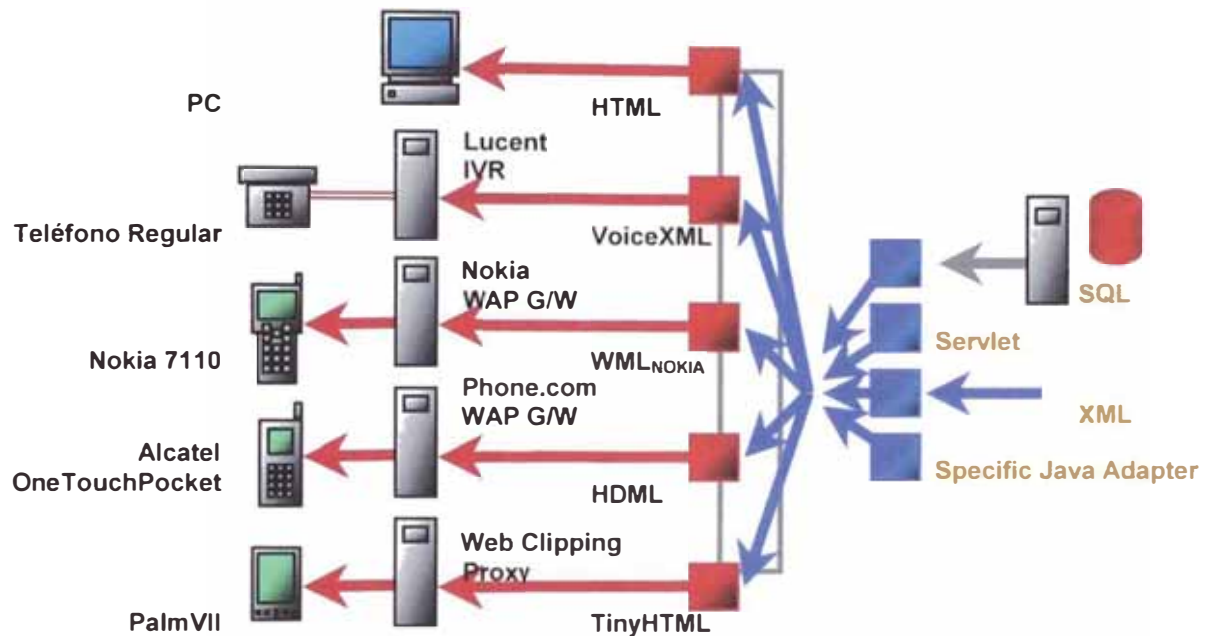 PC
HTML
Lucent
IVR
Teléfono Regular
VoiceXML
SQL
Nokia
WAP G/W
Servlet
Nokia 7110
WMLNOKIA
Phone.com
WAP G/W
XML
Alcatel
OneTouchPocket
HDML
Specific Java Adapter
Web Clipping
Proxy
PalmVII
TinyHTML